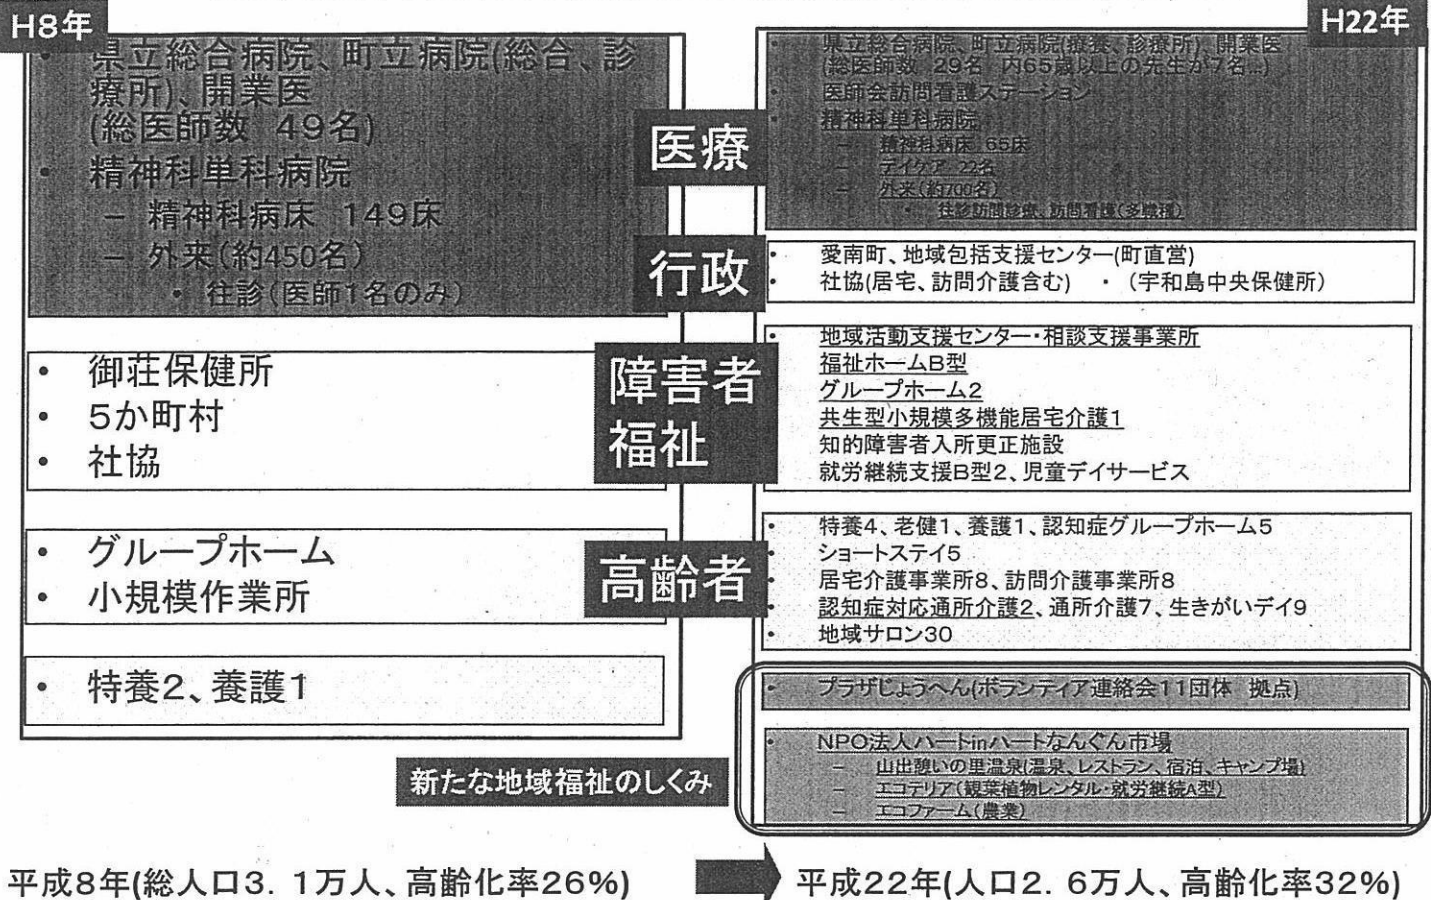 H8年
・ 県立総合病院、町立病院(総合、診
療所)、開業医
(総医師数 49名)
・ 精神科単科病院
– 精神科病床 149床
– 外来(約450名)
・ 往診(医師1名のみ)
・ 御荘保健所
・ 5か町村
・ 社協
・ グループホーム
・ 小規模作業所
・ 特養2、養護1
医療
行政
障害者
福祉
高齢者
新たな地域福祉のしくみ
H22年
・ 県立総合病院、町立病院(療養、診療所)、開業医
(総医師数 29名 内65歳以上の先生が7名…)
・ 医師会訪問看護ステーション
・ 精神科単科病院
– 精神科病床 65床
– デイケア 22名
– 外来(約700名)
・ 往診訪問診療、訪問看護(多職種)
・ 愛南町、地域包括支援センター(町直営)
・ 社協(居宅、訪問介護含む) ・(宇和島中央保健所)
・ 地域活動支援センター・相談支援事業所
福祉ホームB型
グループホーム2
共生型小規模多機能居宅介護1
知的障害者入所更正施設
就労継続支援B型2、児童デイサービス
・ 特養4、老健1、養護1、認知症グループホーム5
・ ショートステイ5
・ 居宅介護事業所8、訪問介護事業所8
・ 認知症対応通所介護2、通所介護7、生きがいデイ9
・ 地域サロン30
・ プラザじょうへん(ボランティア連絡会11団体 拠点)
・ NPO法人ハートinハートなんぐん市場
– 山出憩いの里温泉(温泉、レストラン、宿泊、キャンプ場)
– エコテリア(観葉植物レンタル・就労継続A型)
– エコファーム(農業)
平成8年(総人口3. 1万人、高齢化率26%)
平成22年(人口2. 6万人、高齢化率32%)